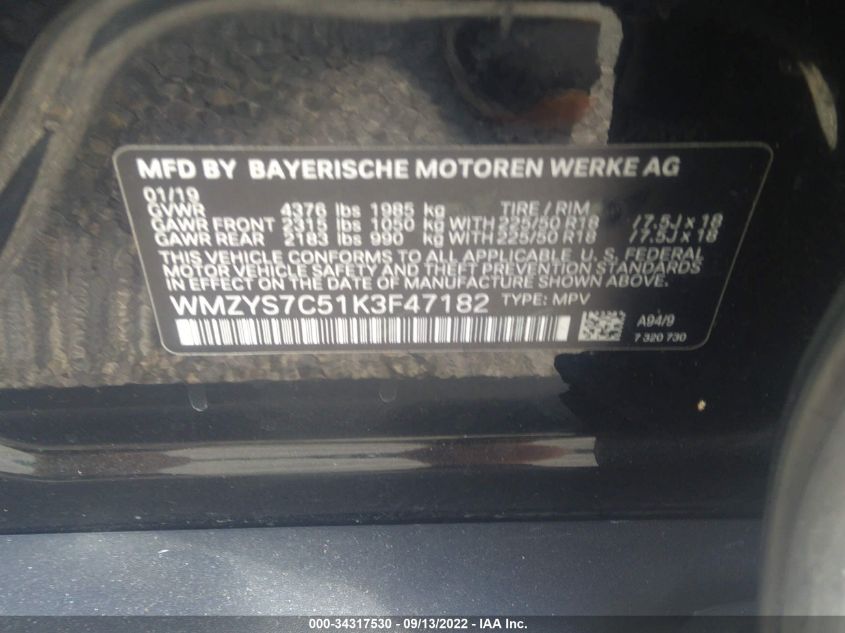 MFD BY BAYERISCHE MOTOREN WERKE AG
01/19
GVWR 4376 lbs 1985 kg TIRE / RIM
GAWR FRONT 2315 lbs 1050 kg WITH 225/50 R18 / 7.5J x 18
GAWR REAR 2183 lbs 990 kg WITH 225/50 R18 / 7.5J x 18
THIS VEHICLE CONFORMS TO ALL APPLICABLE U. S. FEDERAL
MOTOR VEHICLE SAFETY, BUMPER, AND THEFT PREVENTION STANDARDS
IN EFFECT ON THE DATE OF MANUFACTURE SHOWN ABOVE.
WMZYS7C51K3F47182 TYPE: MPV
A94/9
7 320 730
000-34317530 - 09/13/2022 - IAA Inc.